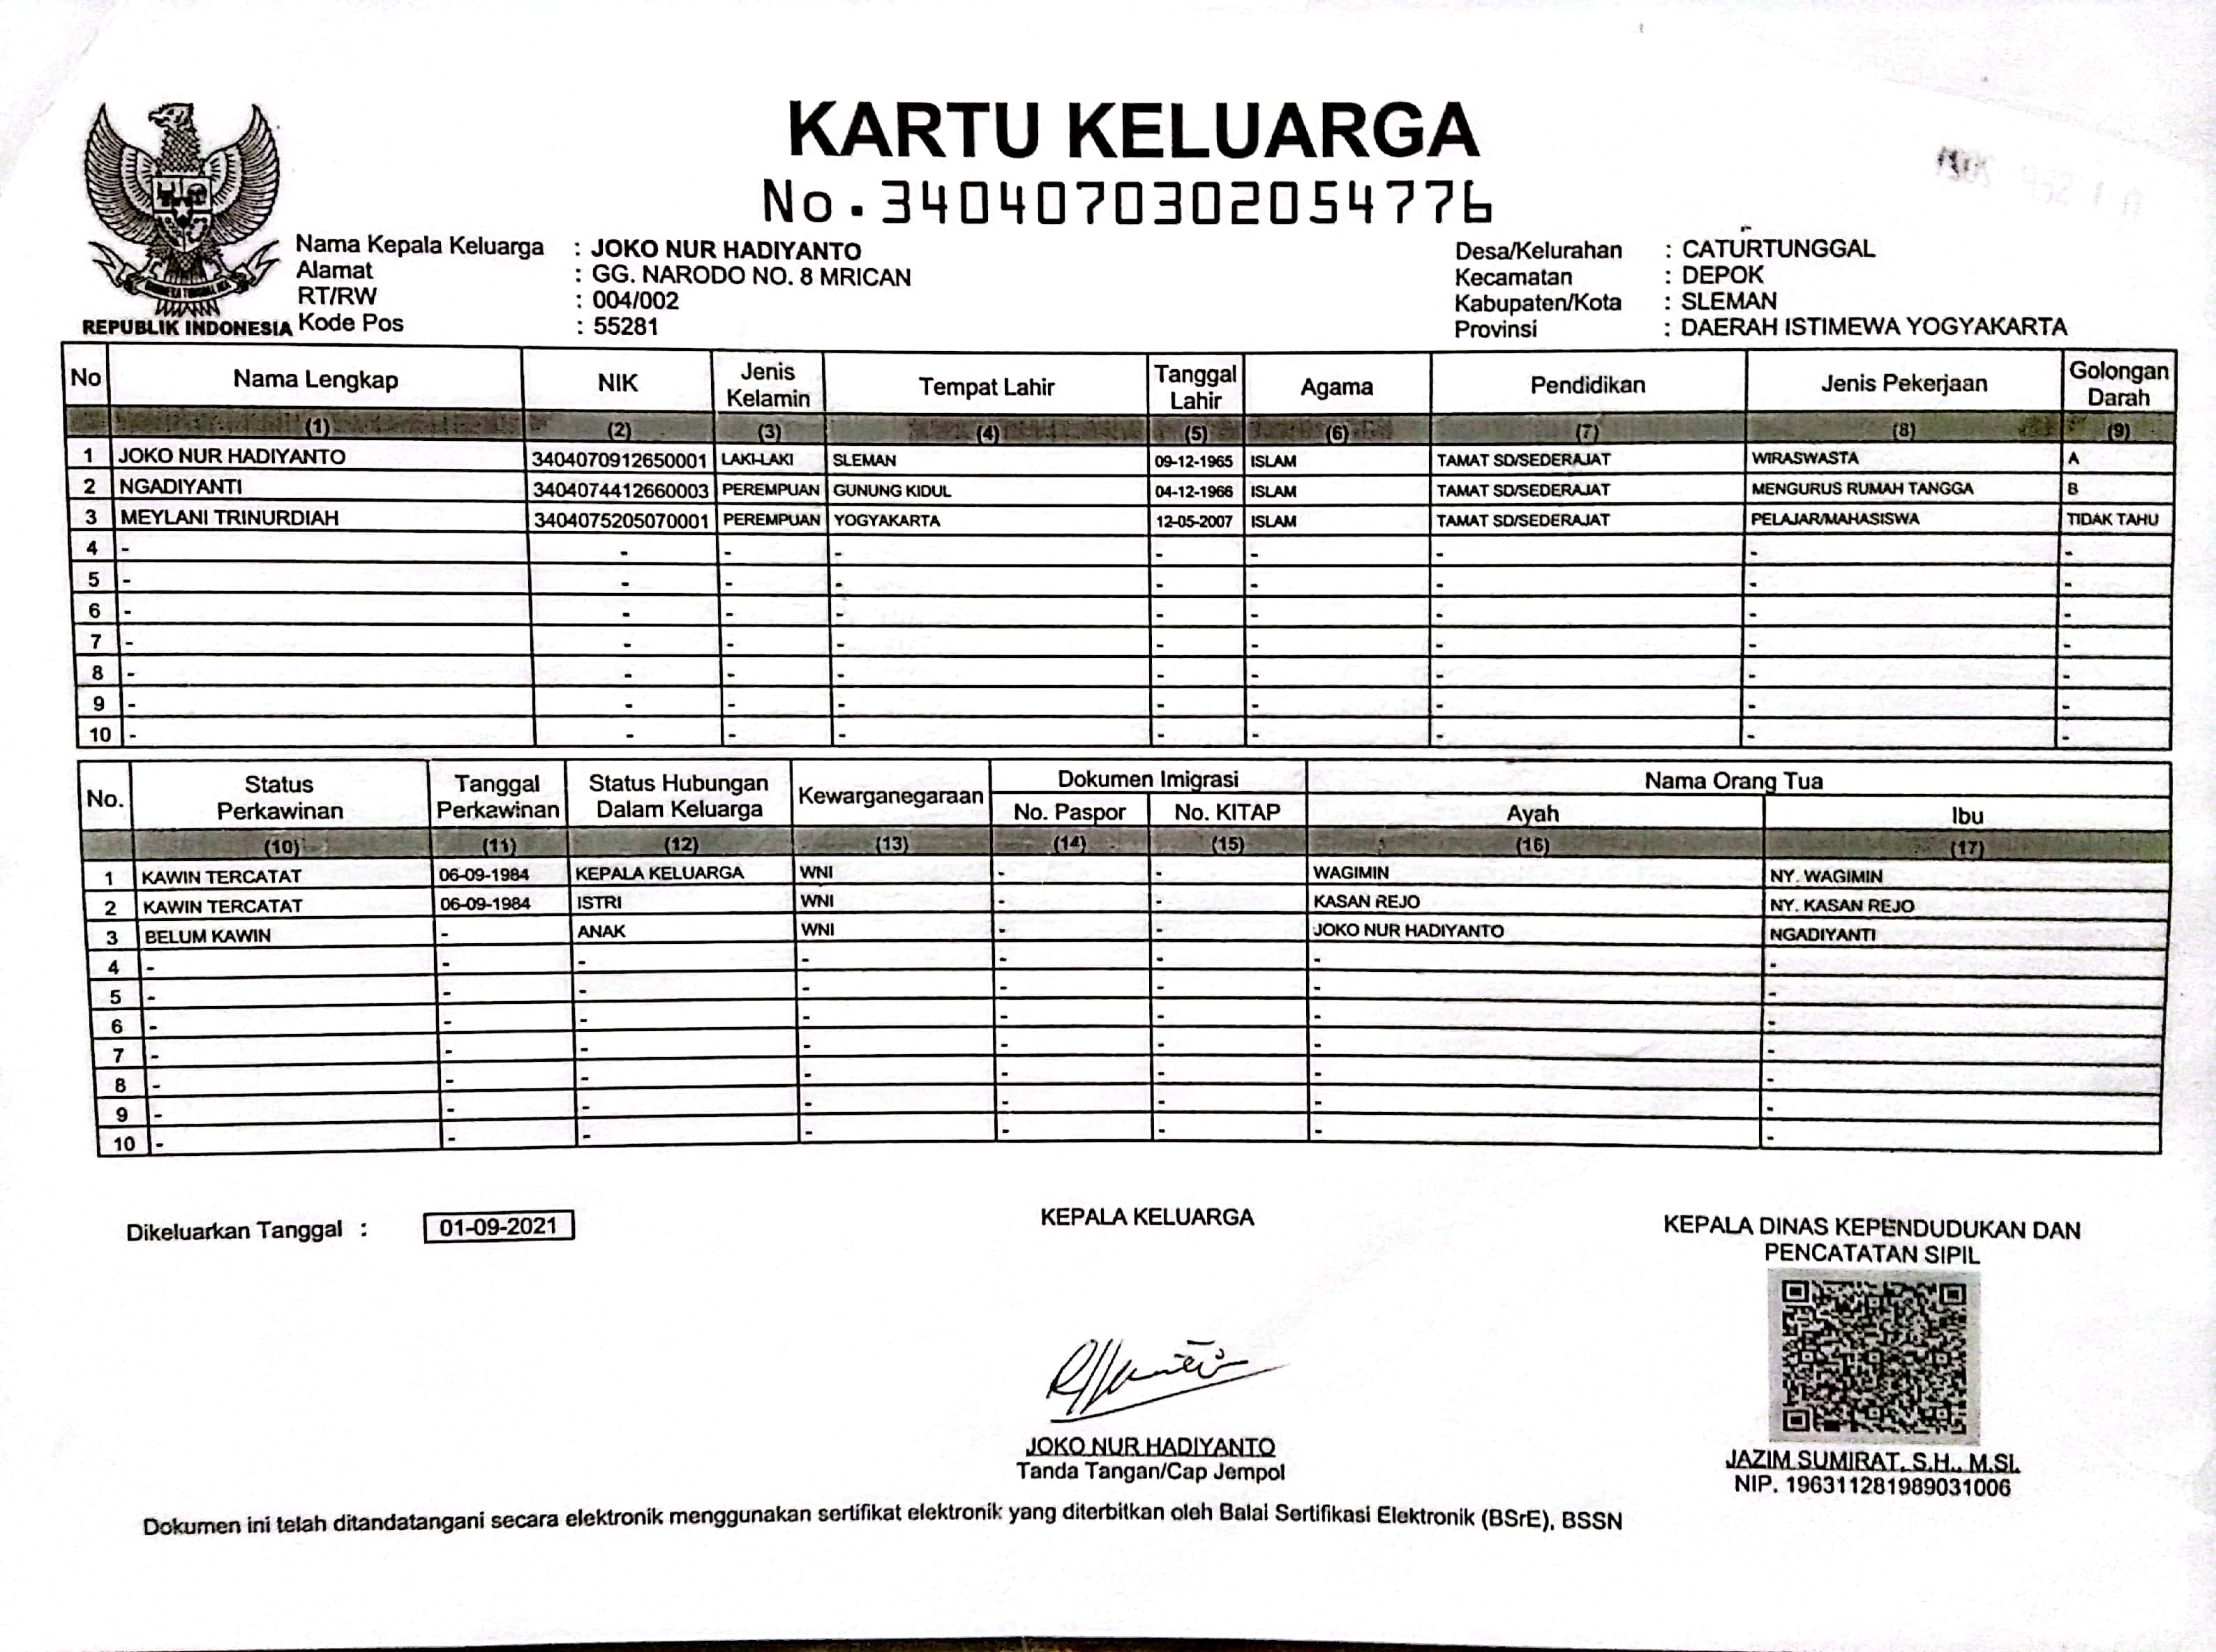 KARTU KELUARGA
No. 3404070302054776
REPUBLIK INDONESIA
Nama Kepala Keluarga : JOKO NUR HADIYANTO
Alamat : GG. NARODO NO. 8 MRICAN
RT/RW : 004/002
Kode Pos : 55281
Desa/Kelurahan : CATURTUNGGAL
Kecamatan : DEPOK
Kabupaten/Kota : SLEMAN
Provinsi : DAERAH ISTIMEWA YOGYAKARTA
No Nama Lengkap NIK Jenis Kelamin Tempat Lahir Tanggal Lahir Agama Pendidikan Jenis Pekerjaan Golongan Darah
(1) (2) (3) (4) (5) (6) (7) (8) (9)
1 JOKO NUR HADIYANTO 3404070912650001 LAKI-LAKI SLEMAN 09-12-1965 ISLAM TAMAT SD/SEDERAJAT WIRASWASTA A
2 NGADIYANTI 3404074412660003 PEREMPUAN GUNUNG KIDUL 04-12-1966 ISLAM TAMAT SD/SEDERAJAT MENGURUS RUMAH TANGGA B
3 MEYLANI TRINURDIAH 3404075205070001 PEREMPUAN YOGYAKARTA 12-05-2007 ISLAM TAMAT SD/SEDERAJAT PELAJAR/MAHASISWA TIDAK TAHU
4 - - - - - - - - -
5 - - - - - - - - -
6 - - - - - - - - -
7 - - - - - - - - -
8 - - - - - - - - -
9 - - - - - - - - -
10 - - - - - - - - -
No. Status Perkawinan Tanggal Perkawinan Status Hubungan Dalam Keluarga Kewarganegaraan Dokumen Imigrasi Nama Orang Tua
No. Paspor No. KITAP Ayah Ibu
(10) (11) (12) (13) (14) (15) (16) (17)
1 KAWIN TERCATAT 06-09-1984 KEPALA KELUARGA WNI - - WAGIMIN NY. WAGIMIN
2 KAWIN TERCATAT 06-09-1984 ISTRI WNI - - KASAN REJO NY. KASAN REJO
3 BELUM KAWIN - ANAK WNI - - JOKO NUR HADIYANTO NGADIYANTI
4 - - - - - - - -
5 - - - - - - - -
6 - - - - - - - -
7 - - - - - - - -
8 - - - - - - - -
9 - - - - - - - -
10 - - - - - - - -
Dikeluarkan Tanggal : 01-09-2021
KEPALA KELUARGA
JOKO NUR HADIYANTO
Tanda Tangan/Cap Jempol
KEPALA DINAS KEPENDUDUKAN DAN
PENCATATAN SIPIL
JAZIM SUMIRAT. S.H., M.SI.
NIP. 196311281989031006
Dokumen ini telah ditandatangani secara elektronik menggunakan sertifikat elektronik yang diterbitkan oleh Balai Sertifikasi Elektronik (BSrE), BSSN